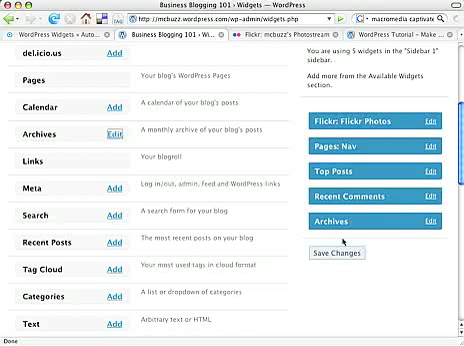 Business Blogging 101 › Widgets — WordPress
http://mcbuzz.wordpress.com/wp-admin/widgets.php
macromedia captivate
WordPress Widgets « Auto...
Business Blogging 101 › Wi...
Flickr: mcbuzz's Photostream
WordPress Tutorial – Make ...
del.icio.us Add
Pages Your blog's WordPress Pages
Calendar Add A calendar of your blog's posts
Archives Edit A monthly archive of your blog's posts
Links Your blogroll
Meta Add Log in/out, admin, feed and WordPress links
Search Add A search form for your blog
Recent Posts Add The most recent posts on your blog
Tag Cloud Add Your most used tags in cloud format
Categories Add A list or dropdown of categories
Text Add Arbitrary text or HTML
You are using 5 widgets in the "Sidebar 1"
sidebar.
Add more from the Available Widgets
section.
Flickr: Flickr Photos Edit
Pages: Nav Edit
Top Posts Edit
Recent Comments Edit
Archives Edit
Save Changes
Done